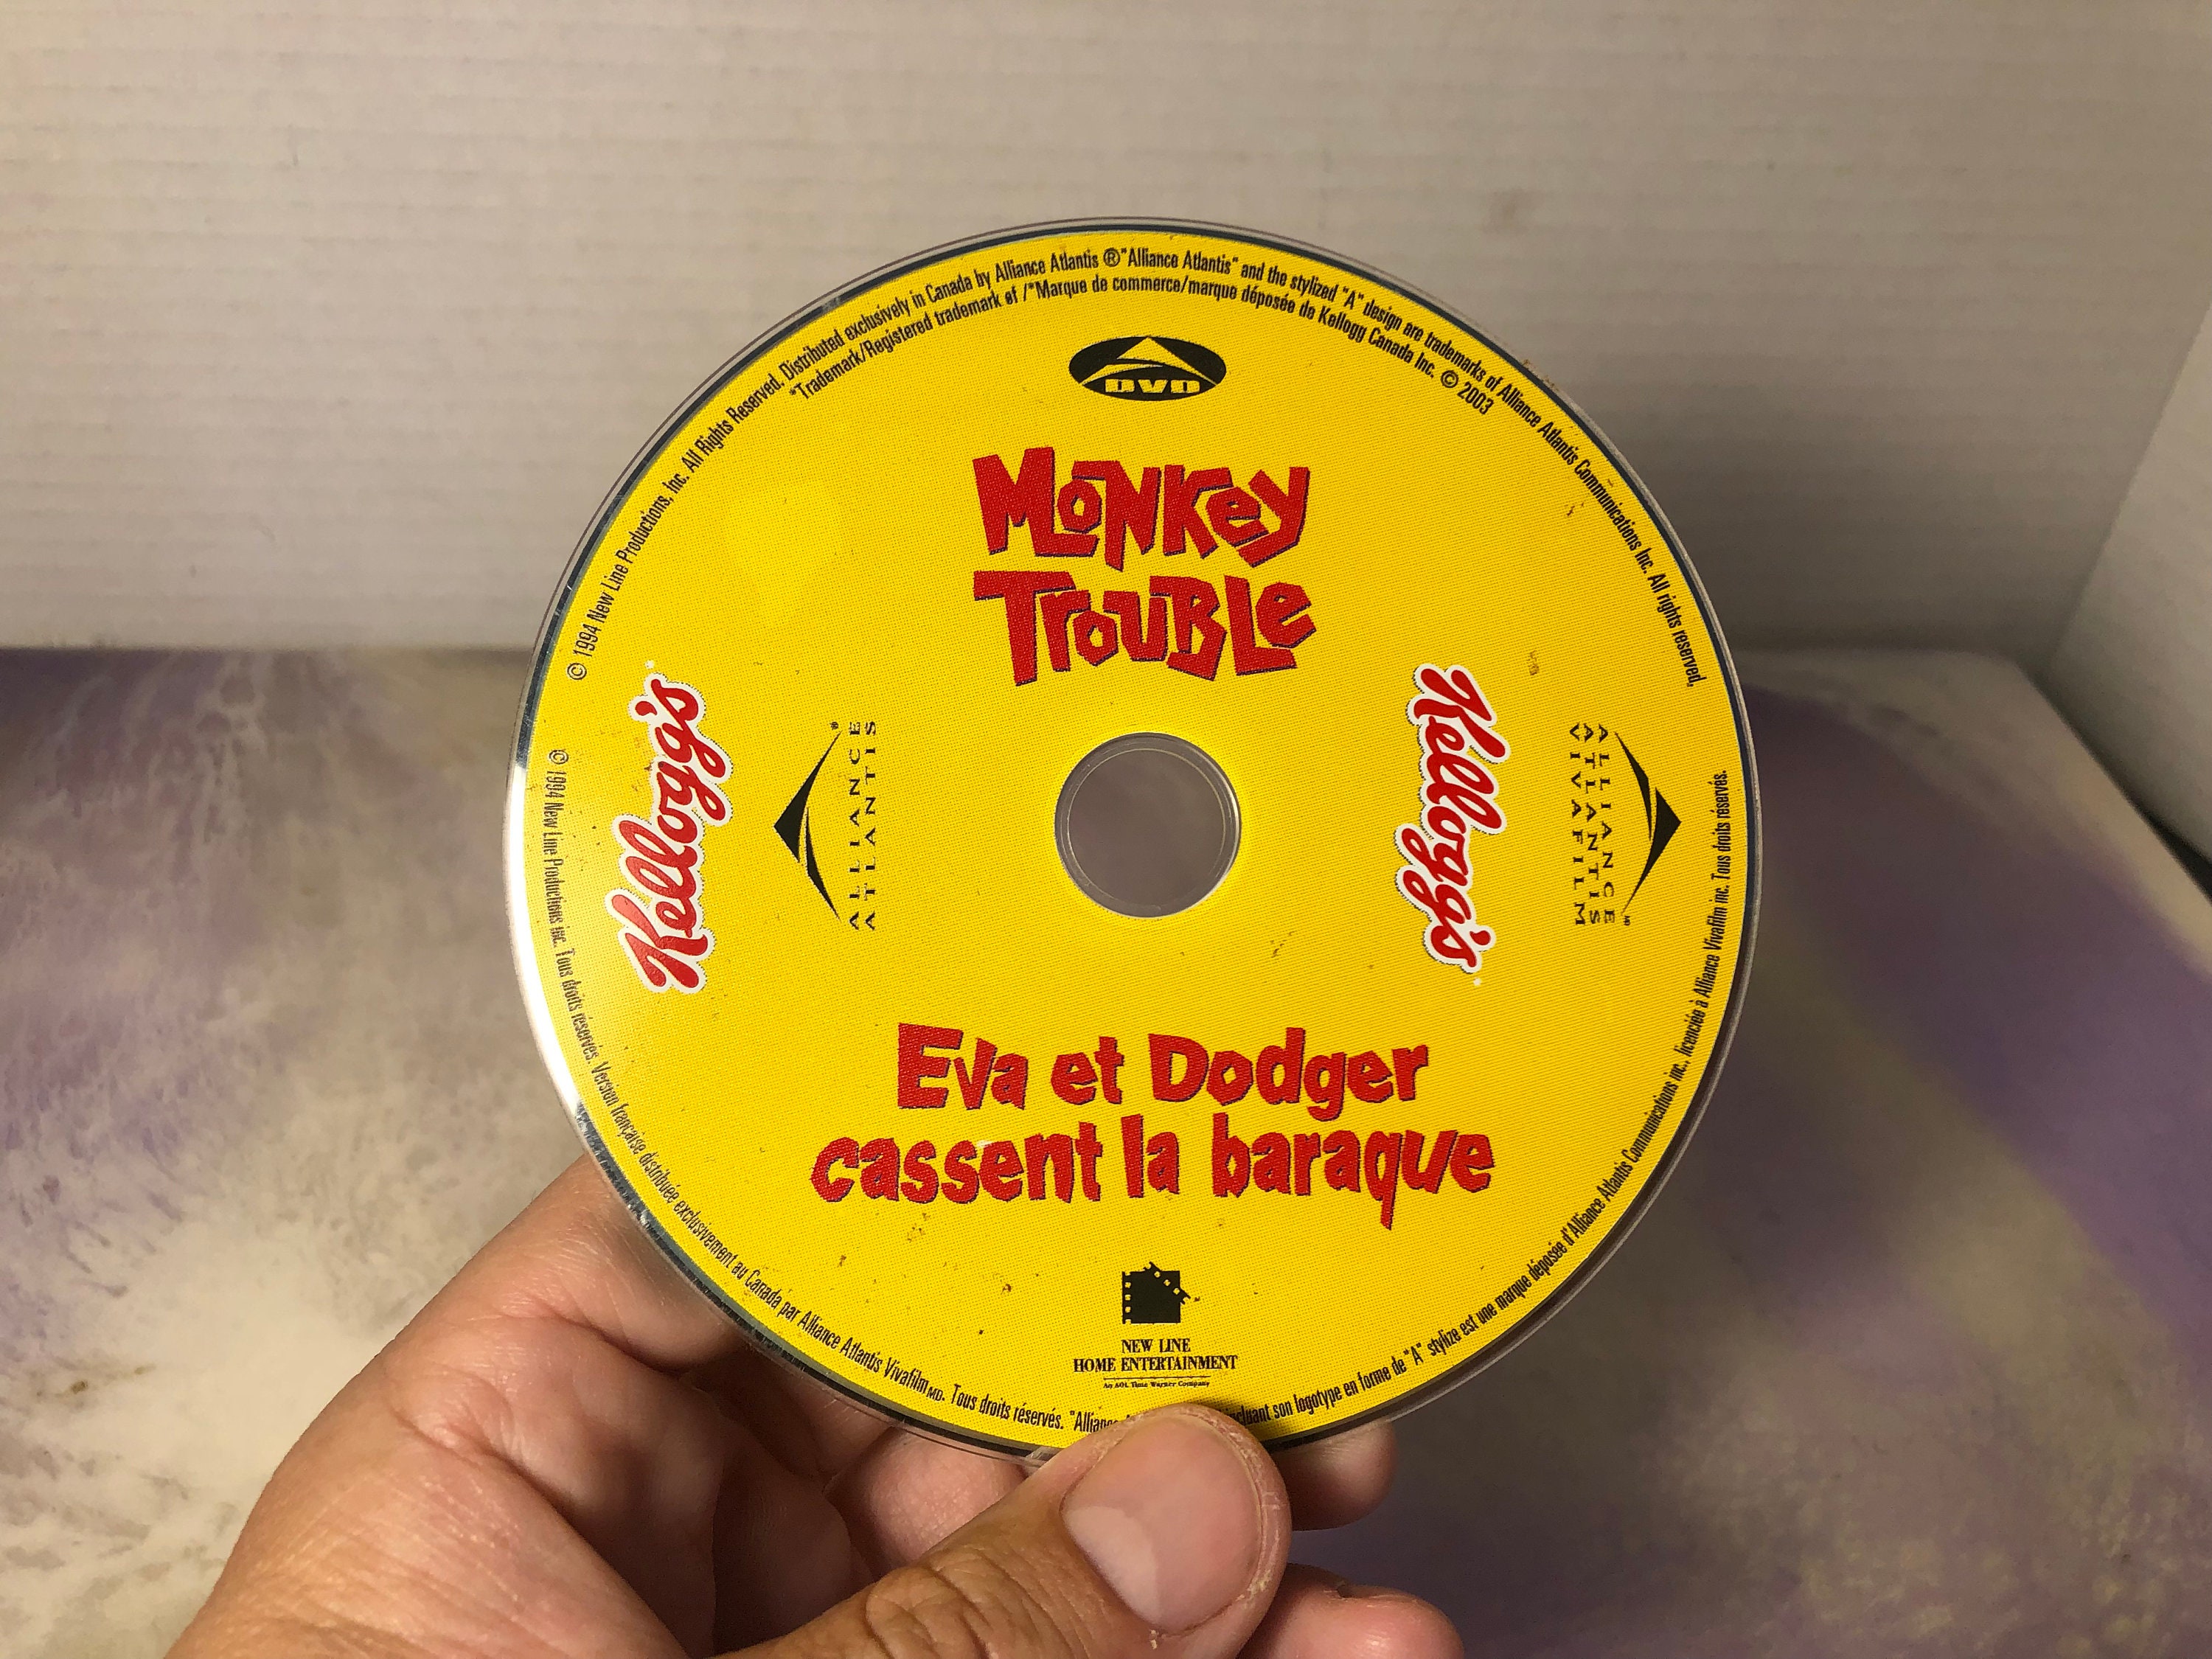 © 1994 New Line Productions, Inc. All Rights Reserved. Distributed exclusively in Canada by Alliance Atlantis ® "Alliance Atlantis" and the stylized "A" design are trademarks of Alliance Atlantis Communications Inc. All rights reserved.
*Trademark/Registered trademark of /*Marque de commerce/marque déposée de Kellogg Canada Inc. © 2003
DVD
Monkey
Trouble
Kellogg's
ALLIANCE
ATLANTIS
Kellogg's
ALLIANCE
ATLANTIS
VIVAFILM
Eva et Dodger
cassent la baraque
NEW LINE
HOME ENTERTAINMENT
An AOL Time Warner Company
© 1994 New Line Productions inc. Tous droits réservés. Version française distribuée exclusivement au Canada par Alliance Atlantis Vivafilm MD. Tous droits réservés. "Alliance son logotype en forme de "A" stylize est une marque déposée d'Alliance Atlantis Communications inc., licenciée à Alliance Vivafilm inc. Tous droits réservés.